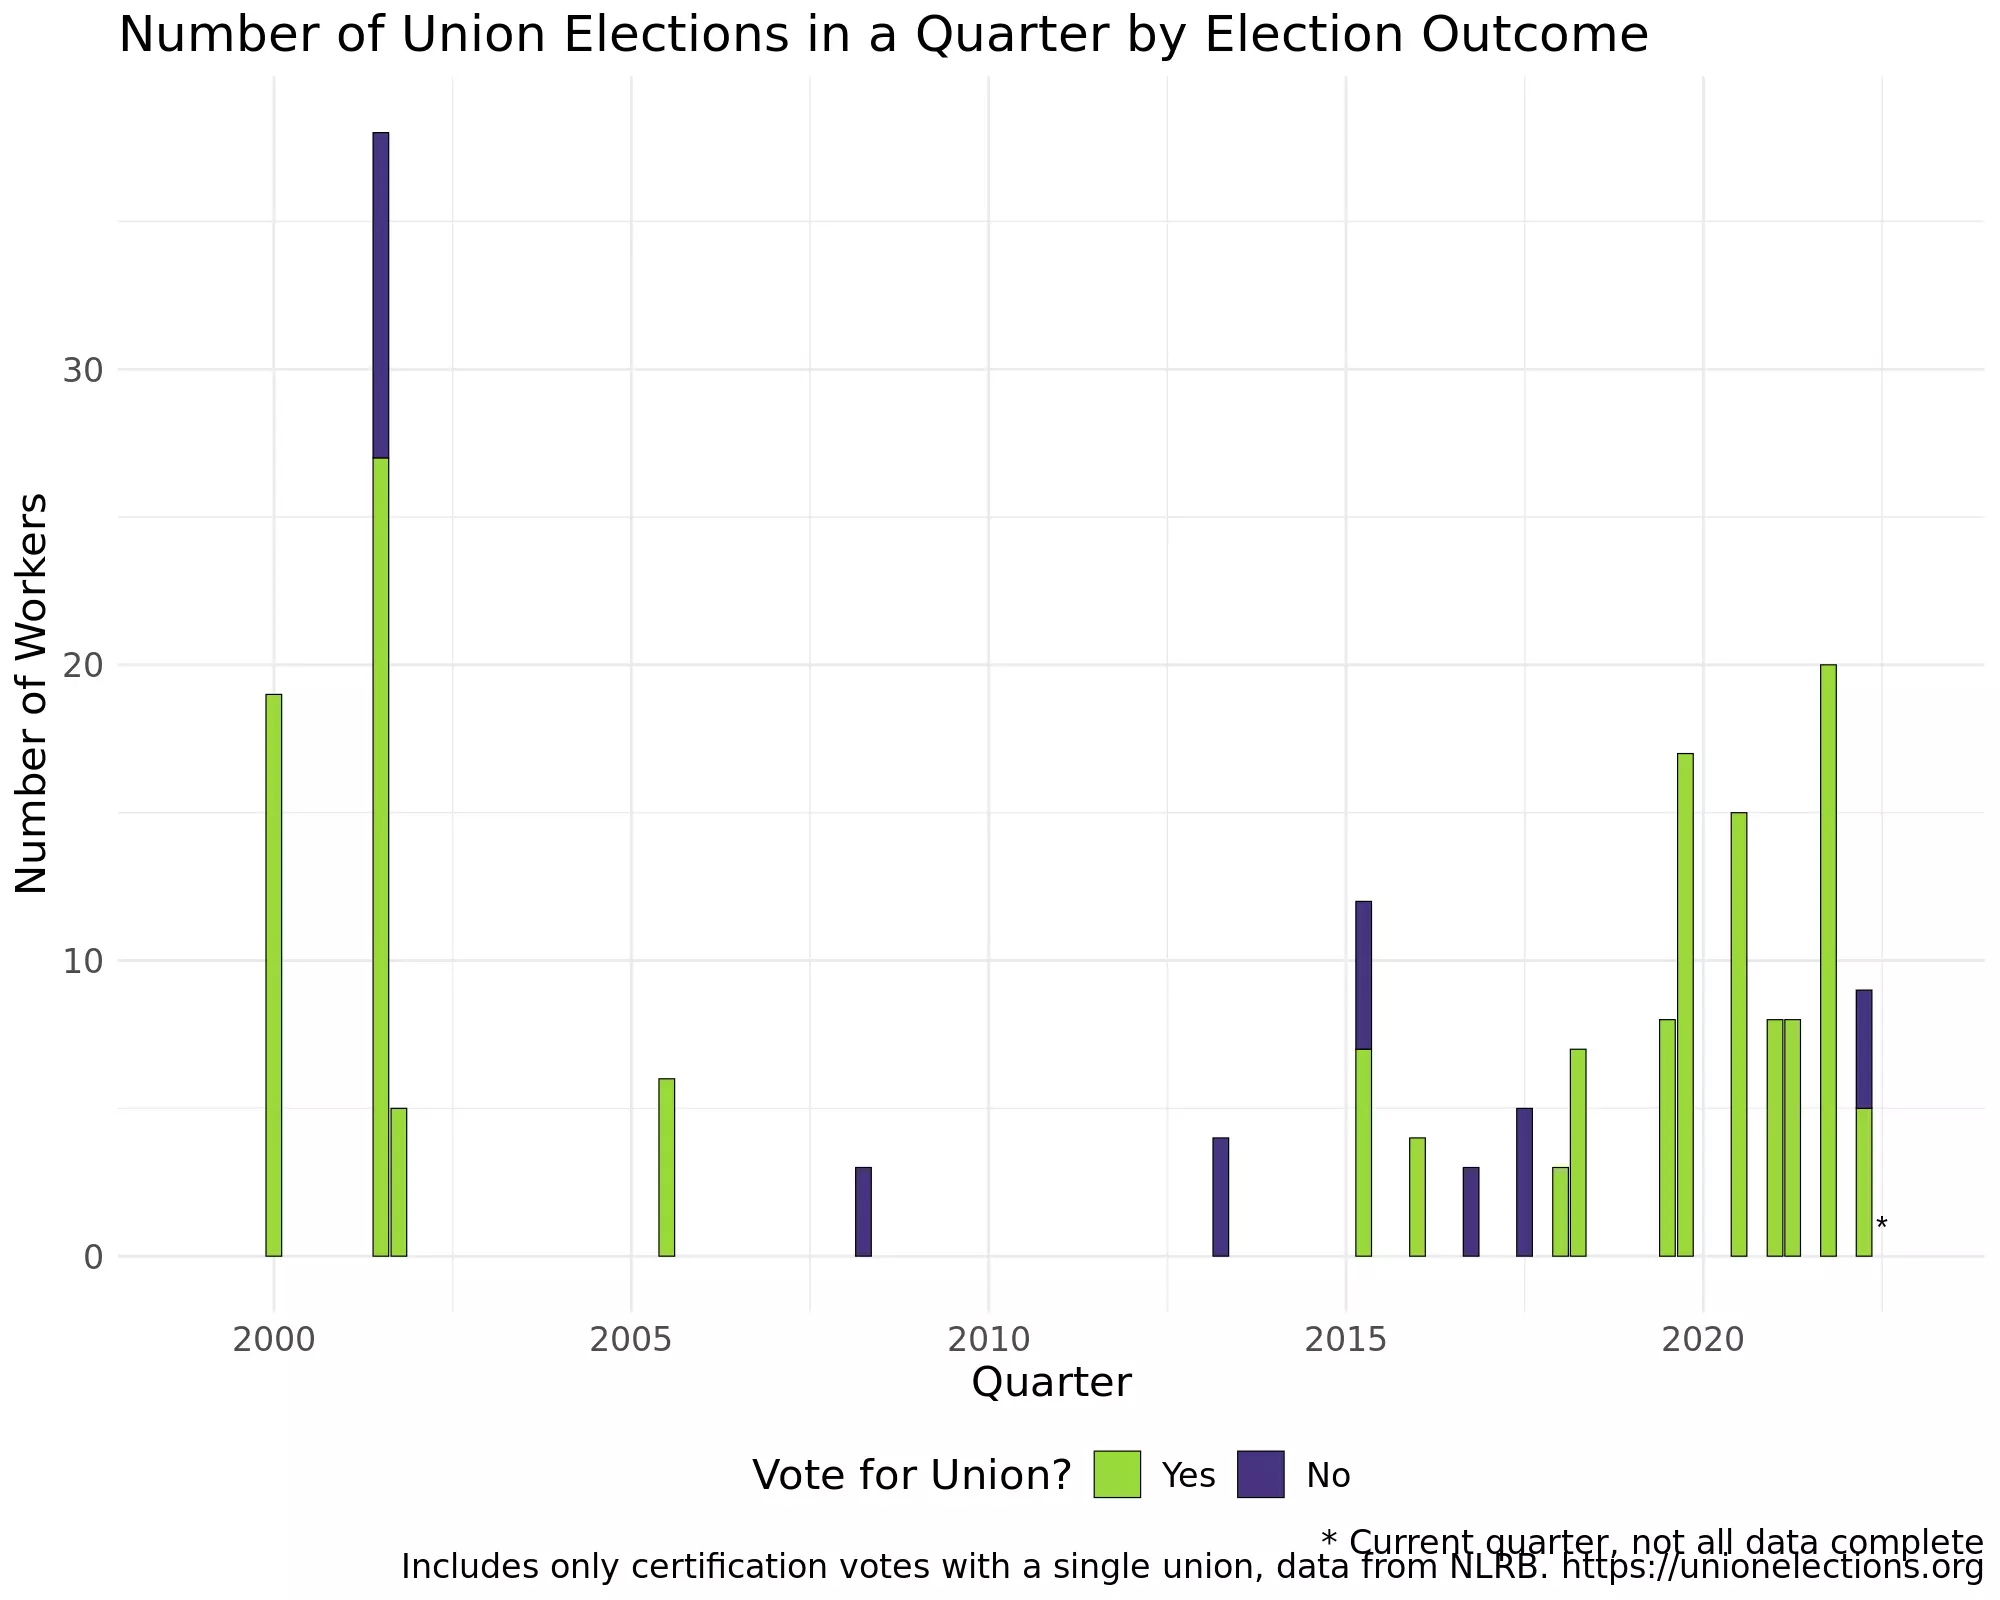 Number of Union Elections in a Quarter by Election Outcome
Number of Workers
30
20
10
0
*
2000 2005 2010 2015 2020
Quarter
Vote for Union? Yes No
* Current quarter, not all data complete
Includes only certification votes with a single union, data from NLRB. https://unionelections.org